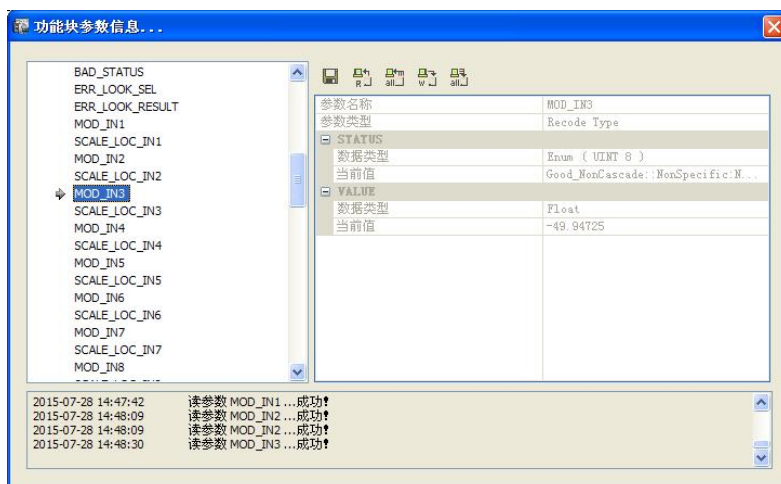 功能块参数信息...
BAD_STATUS
ERR_LOOK_SEL
ERR_LOOK_RESULT
MOD_IN1
SCALE_LOC_IN1
MOD_IN2
SCALE_LOC_IN2
MOD_IN3
SCALE_LOC_IN3
MOD_IN4
SCALE_LOC_IN4
MOD_IN5
SCALE_LOC_IN5
MOD_IN6
SCALE_LOC_IN6
MOD_IN7
SCALE_LOC_IN7
MOD_IN8
R all W all
参数名称 MOD_IN3
参数类型 Recode Type
STATUS
数据类型 Enum ( UINT 8 )
当前值 Good_NonCascade::NonSpecific:N...
VALUE
数据类型 Float
当前值 -49.94725
2015-07-28 14:47:42 读参数 MOD_IN1 ...成功!
2015-07-28 14:48:09 读参数 MOD_IN2 ...成功!
2015-07-28 14:48:09 读参数 MOD_IN2 ...成功!
2015-07-28 14:48:30 读参数 MOD_IN3 ...成功!